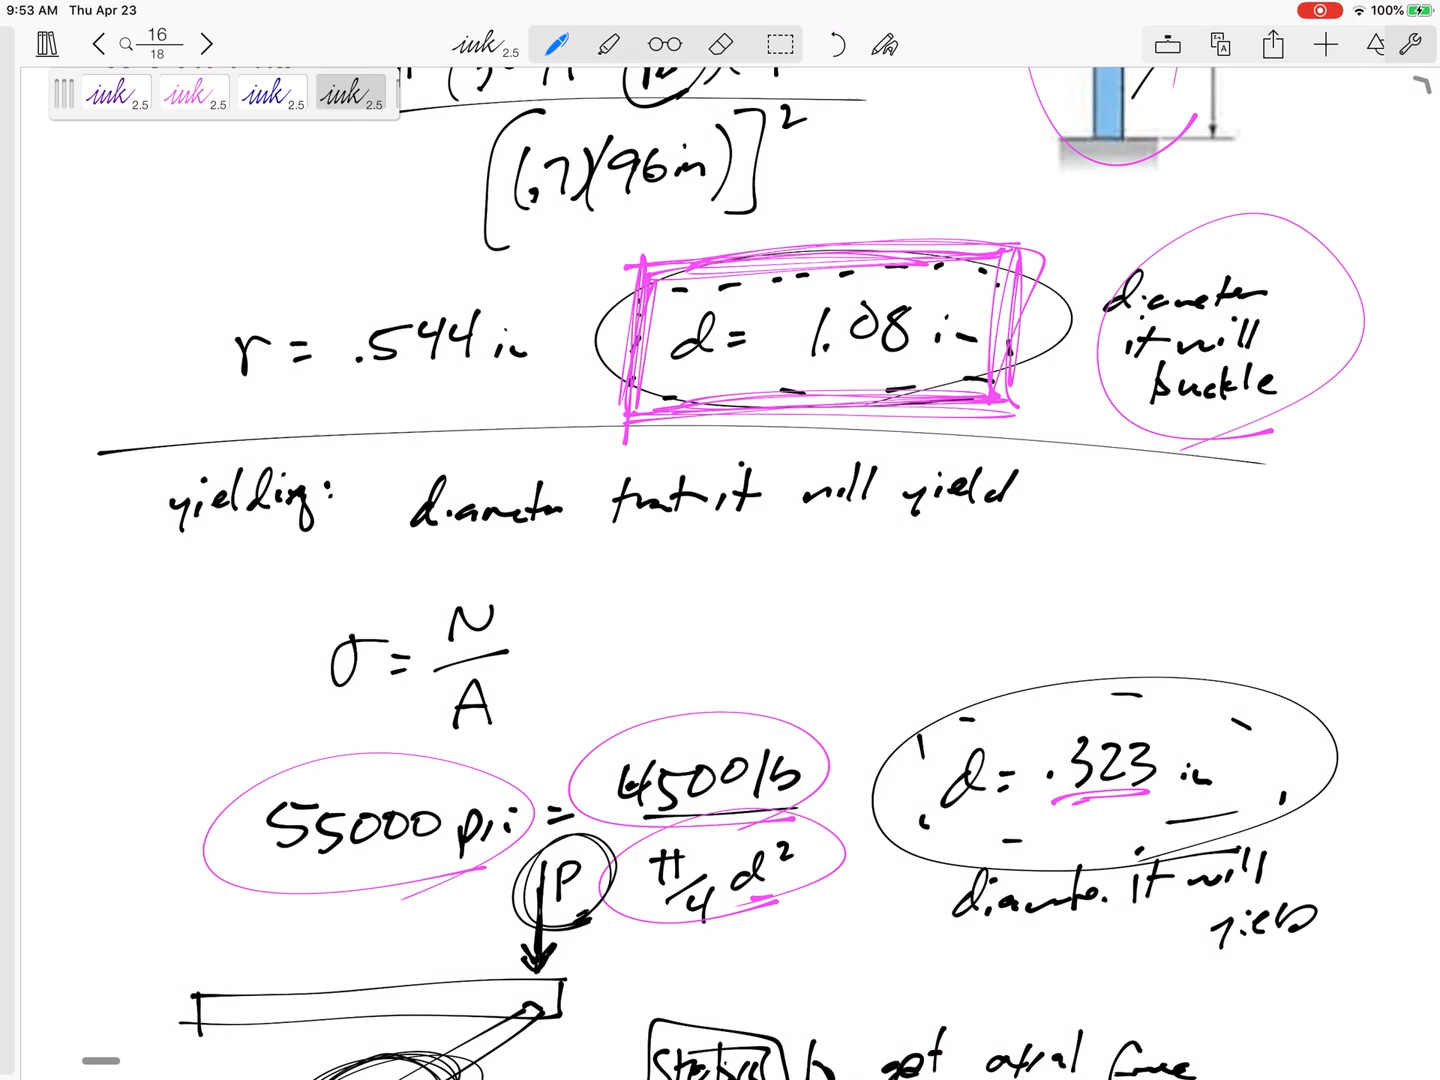 9:53 AM Thu Apr 23
100%
16
18
ink 2.5
ink 2.5
ink 2.5
ink 2.5
ink 2.5
[(.7)(96in)]²
r = .544 in
d = 1.08 in
diameter
it will
buckle
yielding: diameter that it will yield
σ = N/A
55000 psi = 4500 lb / π/4 d²
d = .323 in
diameter it will
yield
P
Statics to get axial force